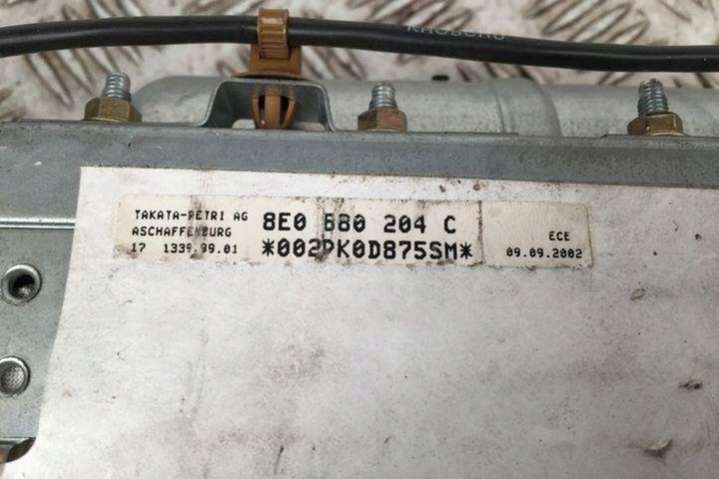 TAKATA-PETRI AG
ASCHAFFENBURG
17 1339.99.01
8E0 880 204 C
*002PK0D875SM*
ECE
09.09.2002